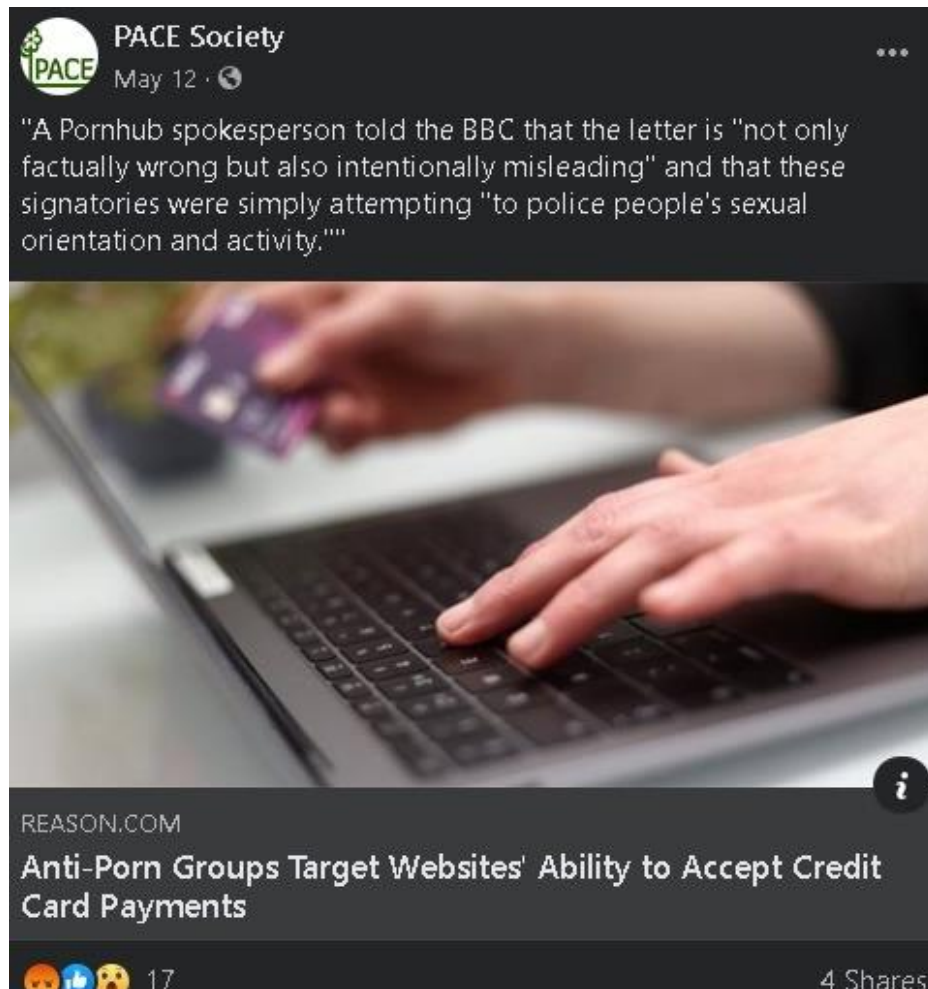 PACE
PACE Society
May 12 ·
"A Pornhub spokesperson told the BBC that the letter is "not only
factually wrong but also intentionally misleading" and that these
signatories were simply attempting "to police people's sexual
orientation and activity.""
i
REASON.COM
Anti-Porn Groups Target Websites' Ability to Accept Credit
Card Payments
17
4 Shares